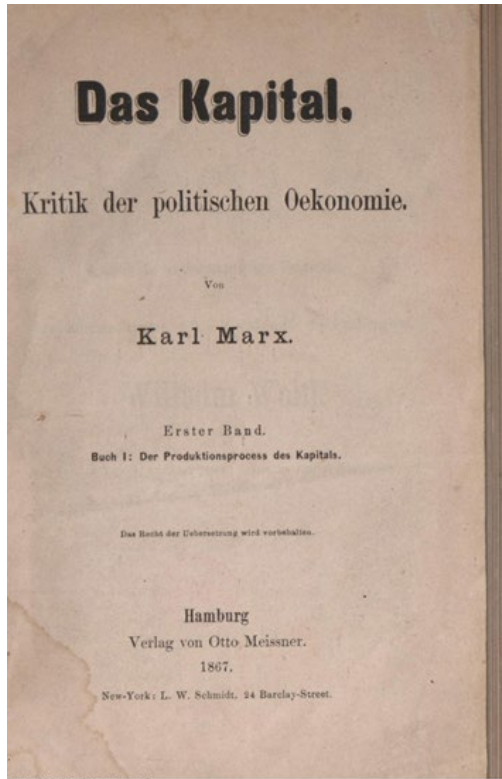 Das Kapital.
Kritik der politischen Oekonomie.
Von
Karl Marx.
Erster Band.
Buch I: Der Produktionsprocess des Kapitals.
Das Recht der Uebersetzung wird vorbehalten.
Hamburg
Verlag von Otto Meissner.
1867.
New-York: L. W. Schmidt. 24 Barclay-Street.